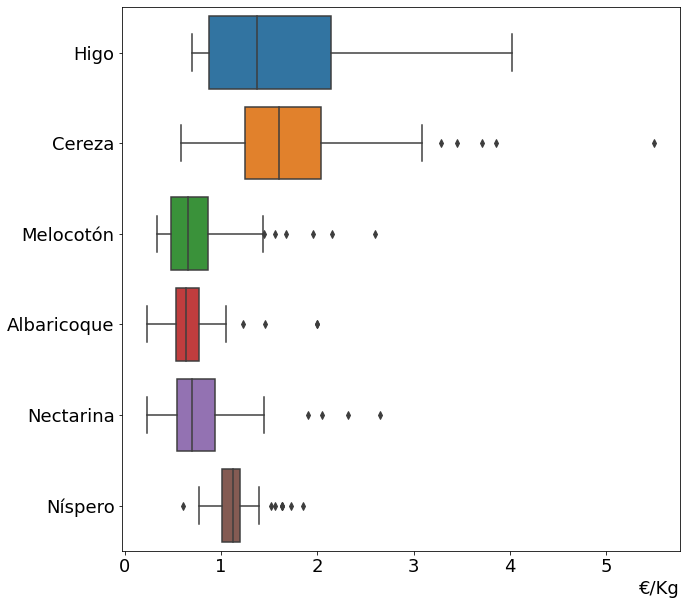 Higo
Cereza
Melocotón
Albaricoque
Nectarina
Níspero
0 1 2 3 4 5
€/Kg